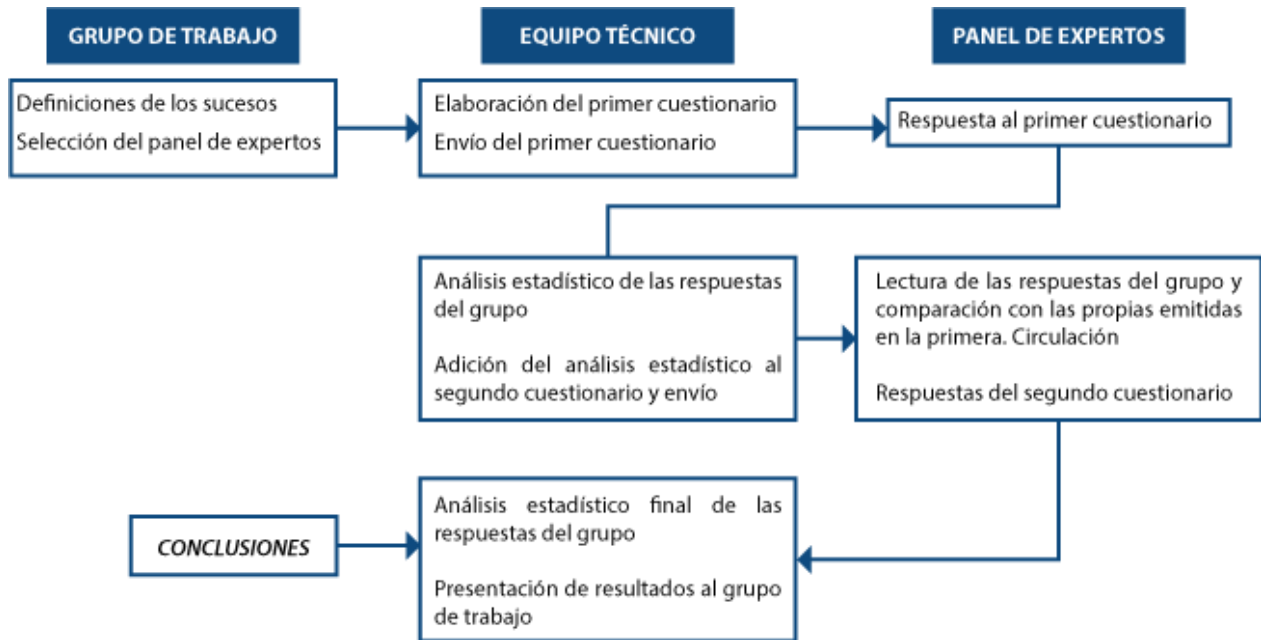 GRUPO DE TRABAJO
EQUIPO TÉCNICO
PANEL DE EXPERTOS
Definiciones de los sucesos
Selección del panel de expertos
Elaboración del primer cuestionario
Envío del primer cuestionario
Respuesta al primer cuestionario
Análisis estadístico de las respuestas
del grupo
Adición del análisis estadístico al
segundo cuestionario y envío
Lectura de las respuestas del grupo y
comparación con las propias emitidas
en la primera. Circulación
Respuestas del segundo cuestionario
CONCLUSIONES
Análisis estadístico final de las
respuestas del grupo
Presentación de resultados al grupo
de trabajo